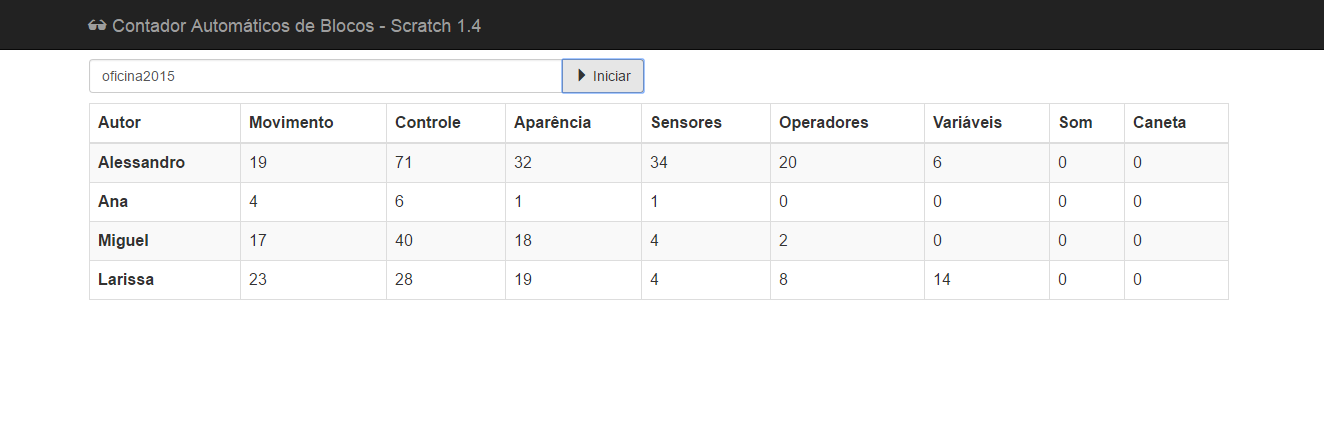 Contador Automáticos de Blocos - Scratch 1.4
oficina2015 Iniciar
Autor Movimento Controle Aparência Sensores Operadores Variáveis Som Caneta
Alessandro 19 71 32 34 20 6 0 0
Ana 4 6 1 1 0 0 0 0
Miguel 17 40 18 4 2 0 0 0
Larissa 23 28 19 4 8 14 0 0